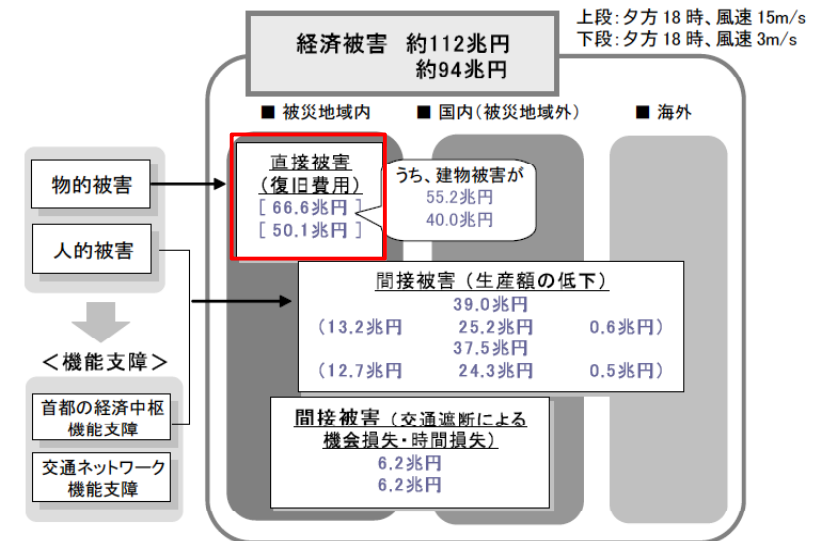 上段:夕方18時、風速15m/s
下段:夕方18時、風速3m/s
経済被害 約112兆円
約94兆円
■ 被災地域内
■ 国内(被災地域外)
■ 海外
物的被害
人的被害
直接被害
(復旧費用)
[ 66.6兆円 ]
[ 50.1兆円 ]
うち、建物被害が
55.2兆円
40.0兆円
間接被害(生産額の低下)
39.0兆円
(13.2兆円 25.2兆円 0.6兆円)
37.5兆円
(12.7兆円 24.3兆円 0.5兆円)
<機能支障>
首都の経済中枢
機能支障
交通ネットワーク
機能支障
間接被害(交通遮断による
機会損失・時間損失)
6.2兆円
6.2兆円